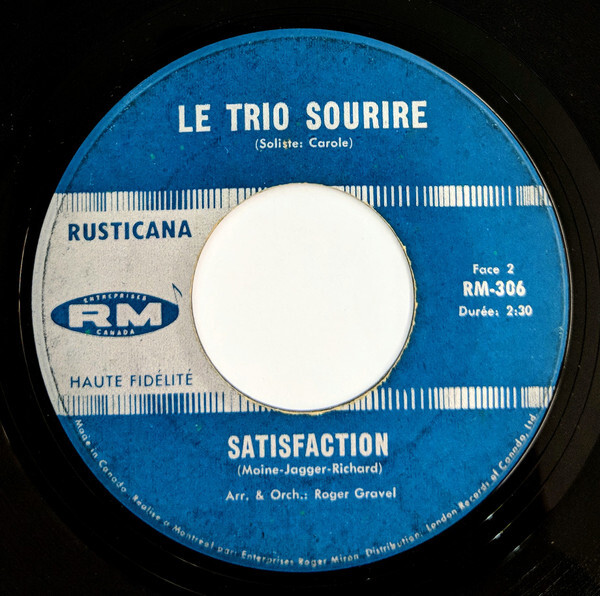 LE TRIO SOURIRE
(Soliste: Carole)
RUSTICANA
ENTREPRISES
RM
CANADA
HAUTE FIDÉLITÉ
Face 2
RM-306
Durée: 2:30
SATISFACTION
(Moine-Jagger-Richard)
Arr. & Orch.: Roger Gravel
Made in Canada. Réalisé a Montreal par: Enterprises Roger Miron. Distribution, London Records of Canada, Ltd.